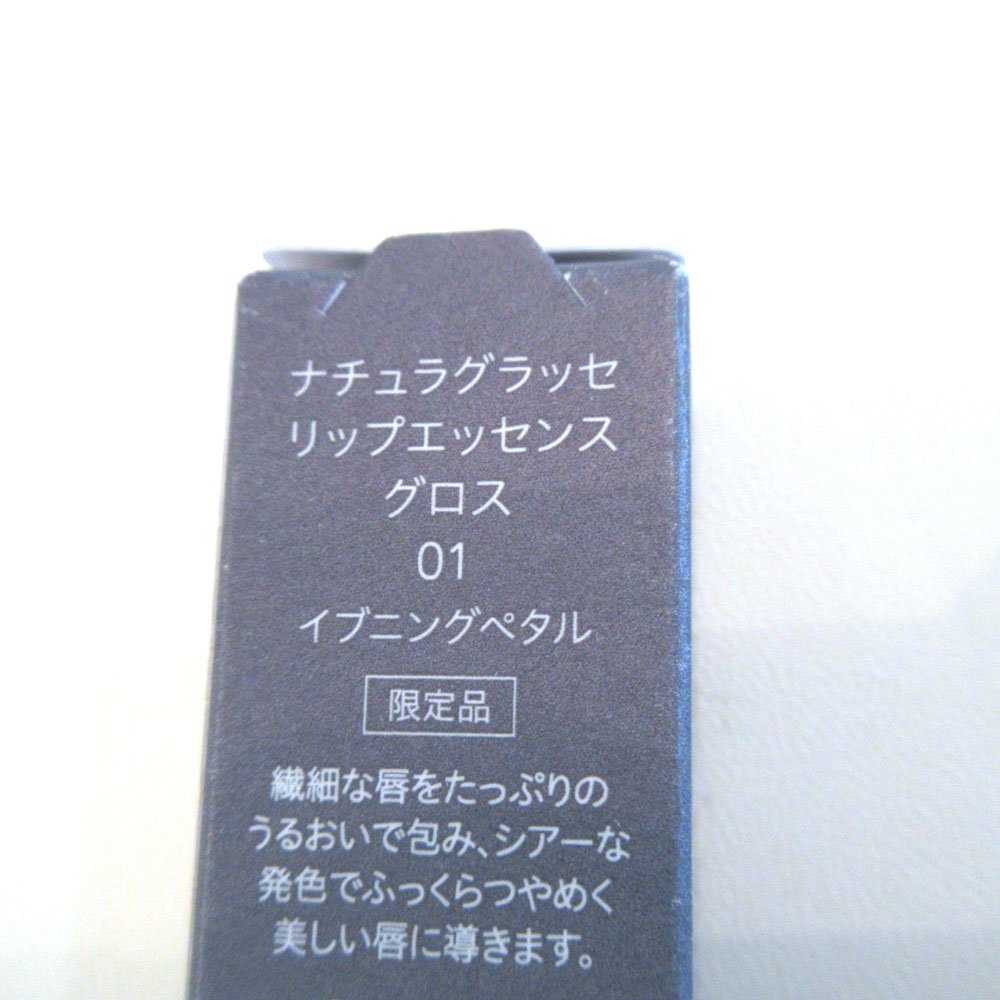 ナチュラグラッセ
リップエッセンス
グロス
01
イブニングペタル
限定品
繊細な唇をたっぷりの
うるおいで包み、シアーな
発色でふっくらつやめく
美しい唇に導きます。